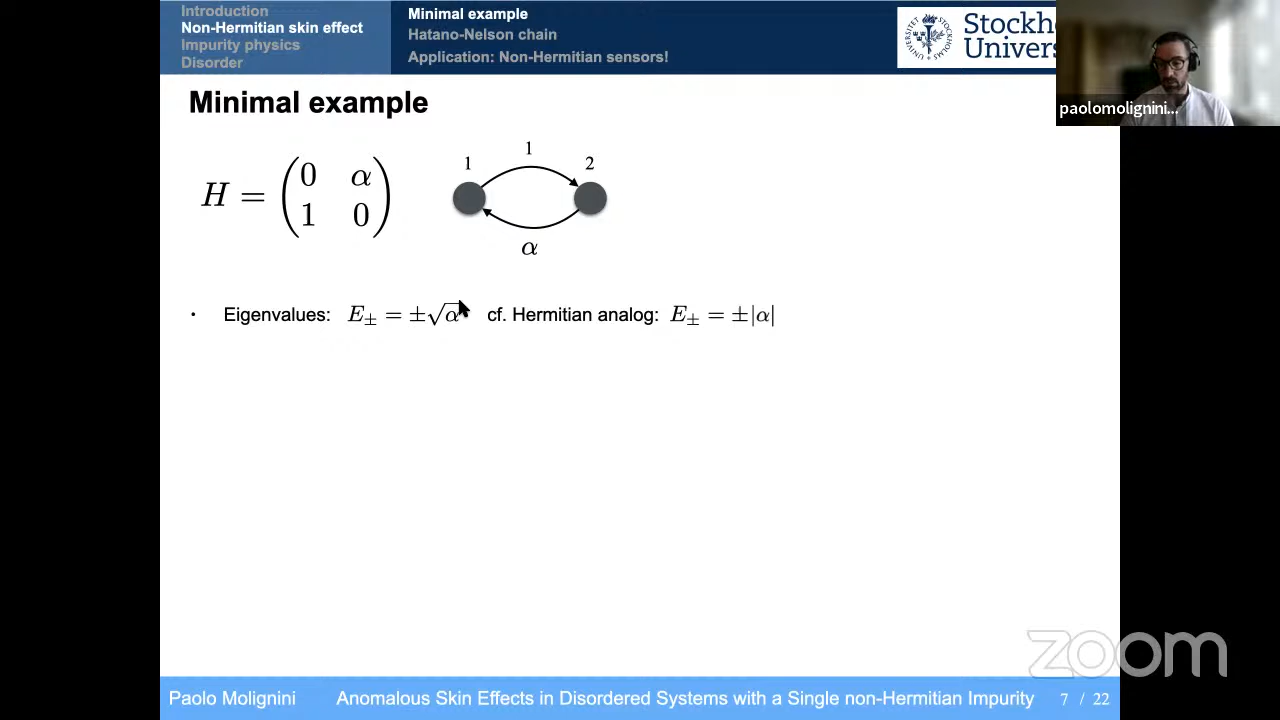 Introduction
Non-Hermitian skin effect
Impurity physics
Disorder
Minimal example
Hatano-Nelson chain
Application: Non-Hermitian sensors!
Stockho
Univers
paolomolignini...
Minimal example
H = (0 α
1 0)
1
1
2
α
• Eigenvalues: E± = ±√α cf. Hermitian analog: E± = ±|α|
zoom
Paolo Molignini Anomalous Skin Effects in Disordered Systems with a Single non-Hermitian Impurity 7 / 22